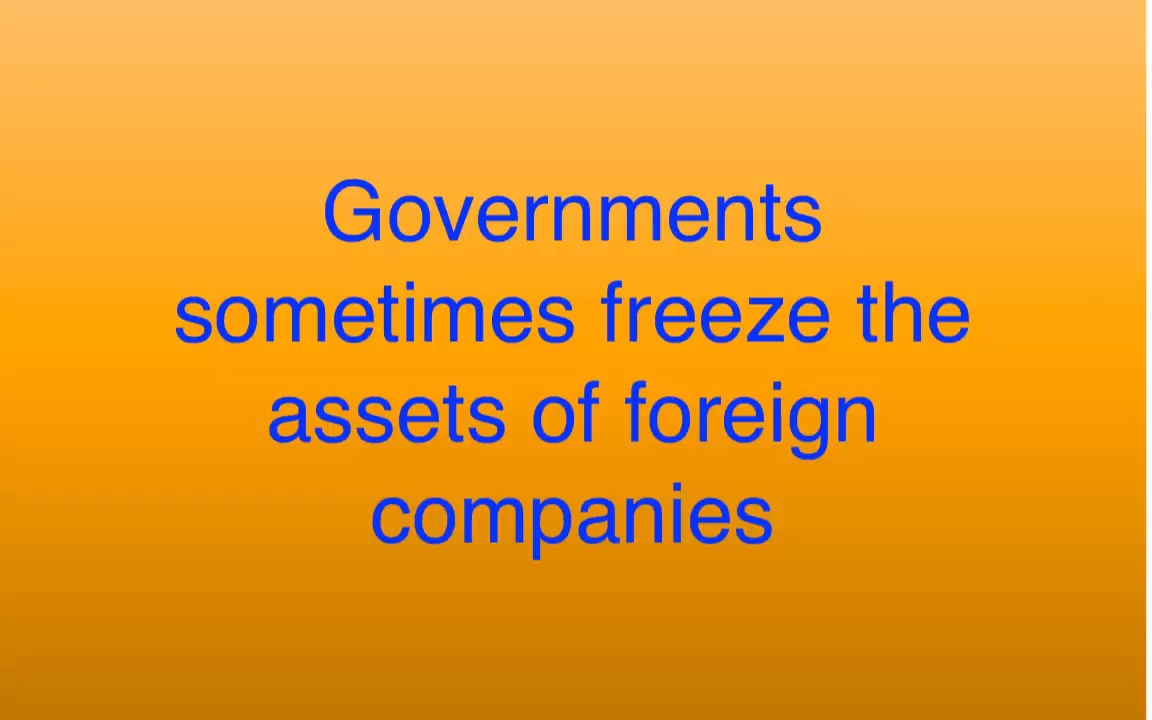 Governments
sometimes freeze the
assets of foreign
companies